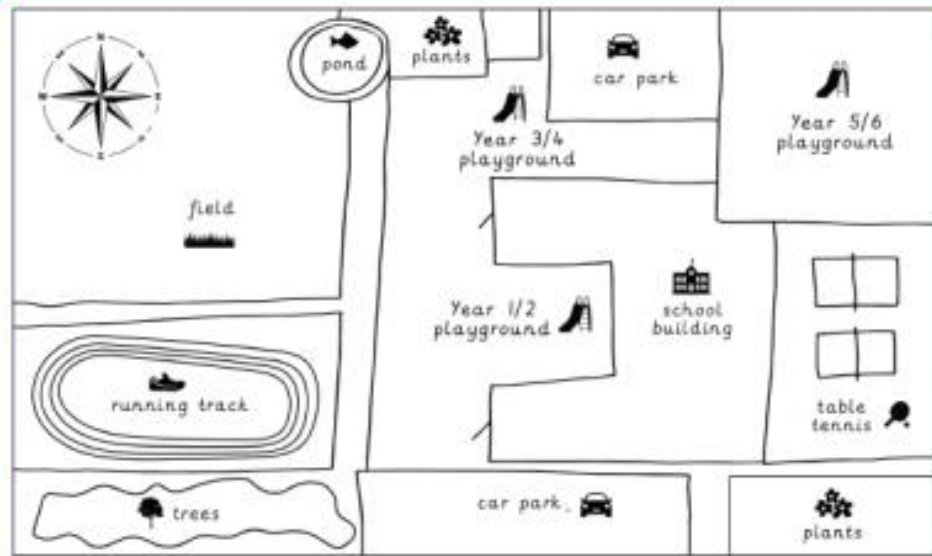 N
pond
plants
car park
Year 3/4
playground
Year 5/6
playground
field
Year 1/2
playground
school
building
running track
table
tennis
trees
car park
plants